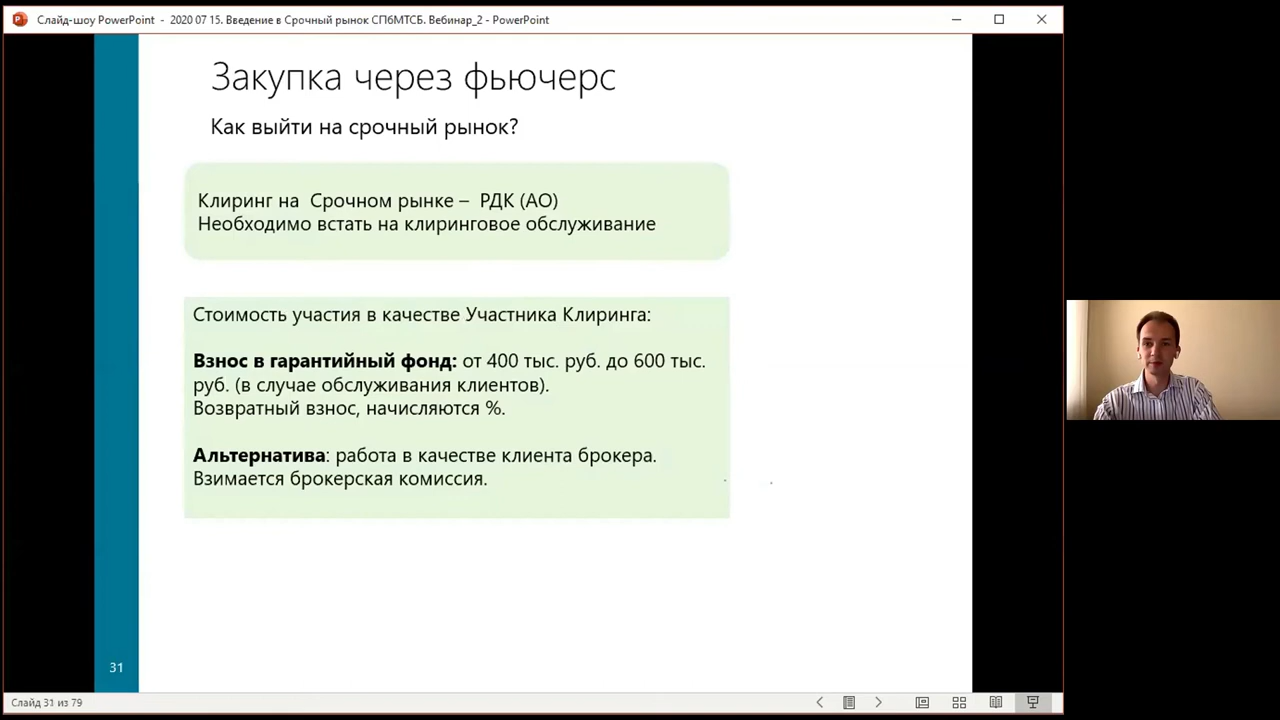 Слайд-шоу PowerPoint - 2020 07 15. Введение в Срочный рынок СПбМТСБ. Вебинар_2 - PowerPoint
Закупка через фьючерс
Как выйти на срочный рынок?
Клиринг на Срочном рынке – РДК (АО)
Необходимо встать на клиринговое обслуживание
Стоимость участия в качестве Участника Клиринга:
Взнос в гарантийный фонд: от 400 тыс. руб. до 600 тыс.
руб. (в случае обслуживания клиентов).
Возвратный взнос, начисляются %.
Альтернатива: работа в качестве клиента брокера.
Взимается брокерская комиссия.
31
Слайд 31 из 79